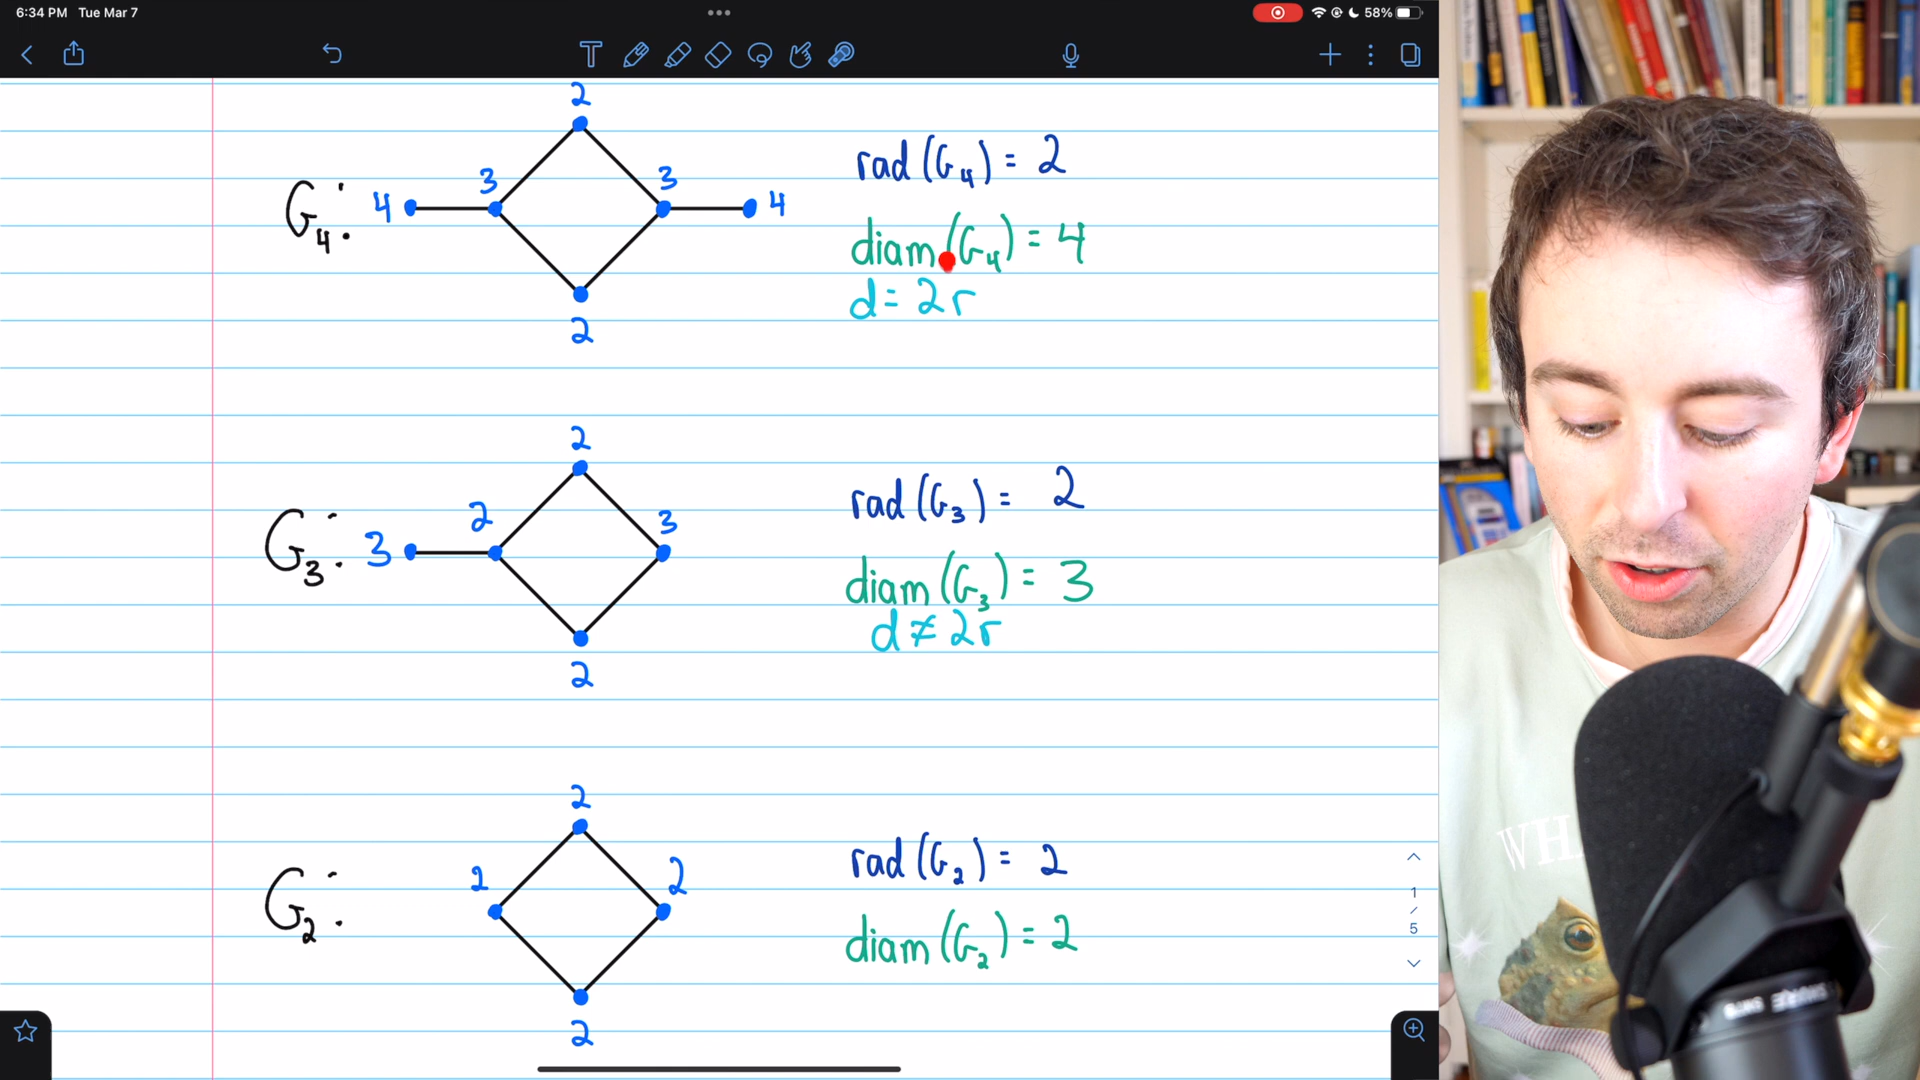 6:34 PM Tue Mar 7
58%
2
3
3
G₄:
4
4
2
rad(G₄) = 2
diam(G₄) = 4
d = 2r
2
2
3
G₃:
3
2
rad(G₃) = 2
diam(G₃) = 3
d ≠ 2r
2
2
2
G₂:
2
rad(G₂) = 2
diam(G₂) = 2
1
/
5
WH